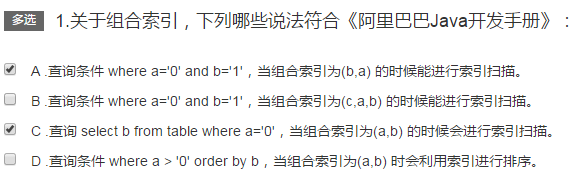 多选 1.关于组合索引，下列哪些说法符合《阿里巴巴Java开发手册》：
A .查询条件 where a='0' and b='1'，当组合索引为(b,a) 的时候能进行索引扫描。
B .查询条件 where a='0' and b='1'，当组合索引为(c,a,b) 的时候能进行索引扫描。
C .查询 select b from table where a='0'，当组合索引为(a,b) 的时候会进行索引扫描。
D .查询条件 where a > '0' order by b，当组合索引为(a,b) 时会利用索引进行排序。